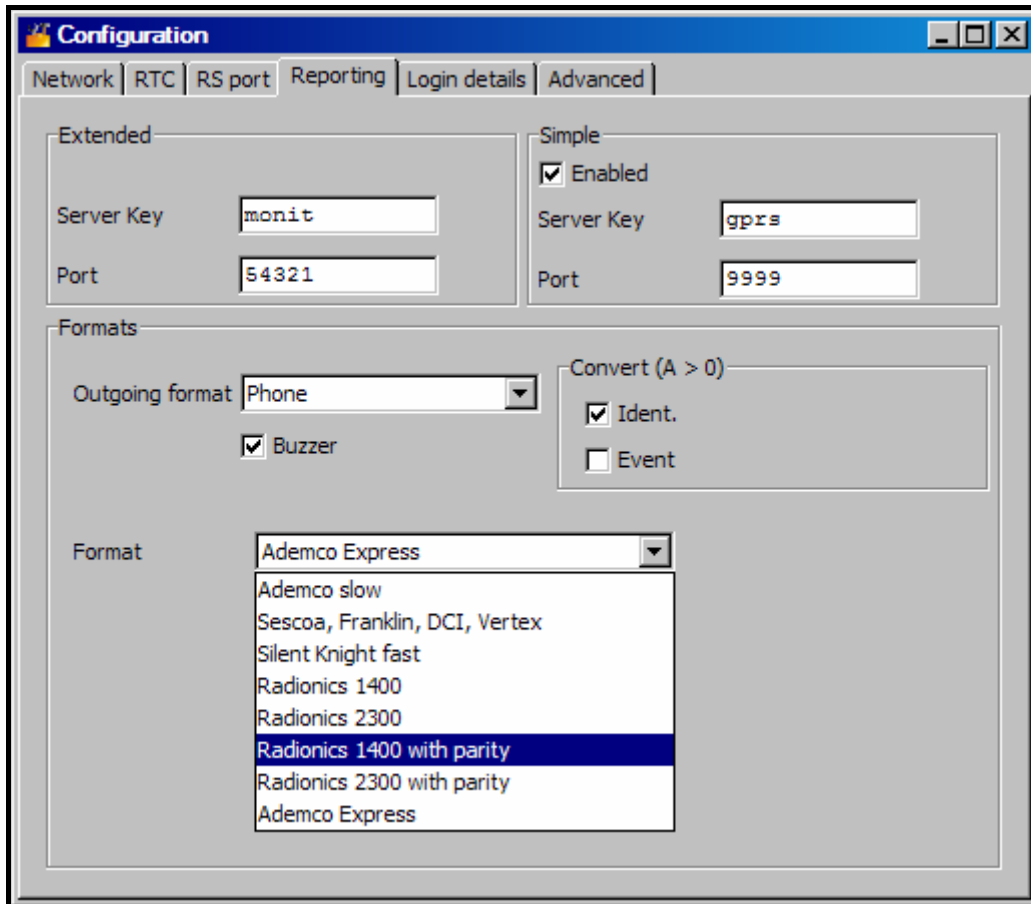 Configuration
Network RTC RS port Reporting Login details Advanced
Extended
Server Key monit
Port 54321
Simple
Enabled
Server Key gprs
Port 9999
Formats
Outgoing format Phone
Buzzer
Convert (A > 0)
Ident.
Event
Format Ademco Express
Ademco slow
Sescoa, Franklin, DCI, Vertex
Silent Knight fast
Radionics 1400
Radionics 2300
Radionics 1400 with parity
Radionics 2300 with parity
Ademco Express